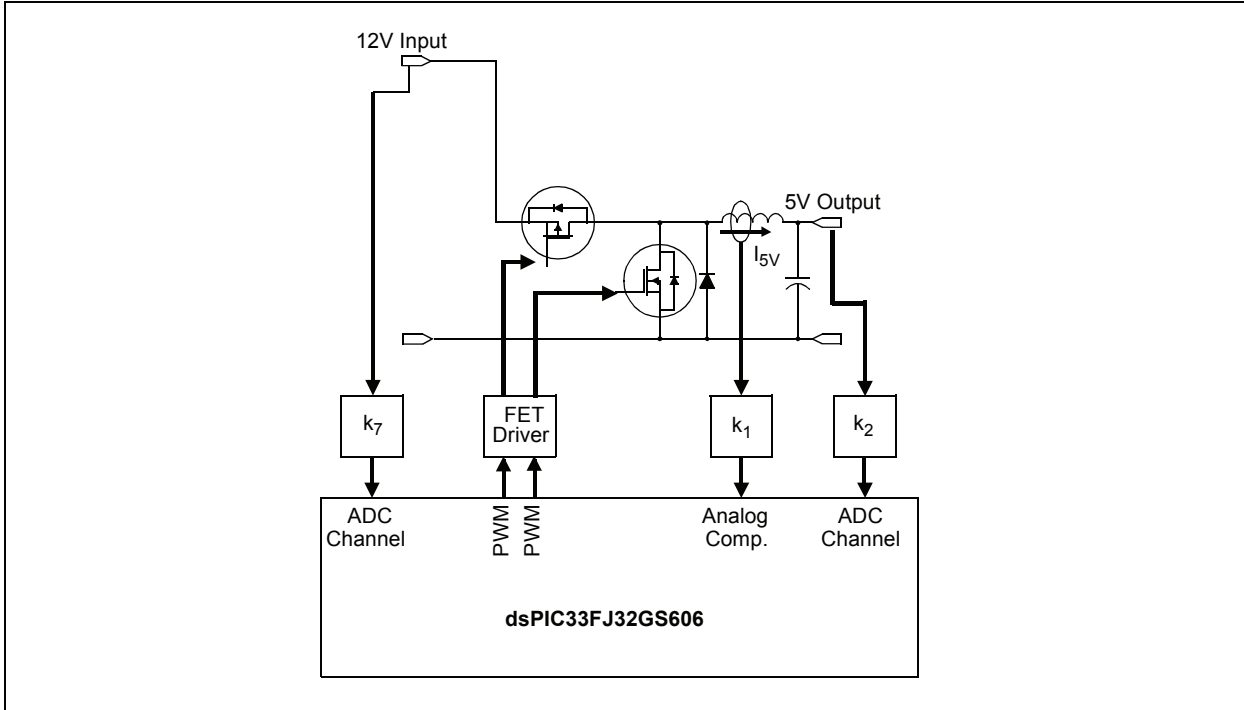 12V Input
5V Output
I5V
k7
FET
Driver
k1
k2
ADC
Channel
PWM
PWM
Analog
Comp.
ADC
Channel
dsPIC33FJ32GS606